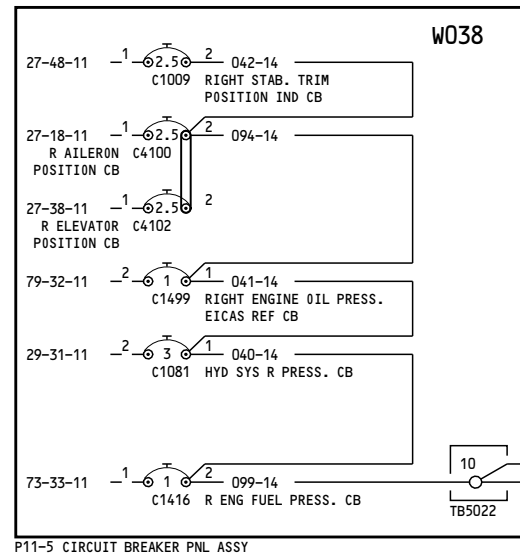 W038
27-48-11 1 2.5 2 042-14
C1009 RIGHT STAB. TRIM
POSITION IND CB
27-18-11 1 2.5 2 094-14
R AILERON C4100
POSITION CB
27-38-11 1 2.5 2
R ELEVATOR C4102
POSITION CB
79-32-11 2 1 1 041-14
C1499 RIGHT ENGINE OIL PRESS.
EICAS REF CB
29-31-11 2 3 1 040-14
C1081 HYD SYS R PRESS. CB
10
73-33-11 1 1 2 099-14
C1416 R ENG FUEL PRESS. CB
TB5022
P11-5 CIRCUIT BREAKER PNL ASSY